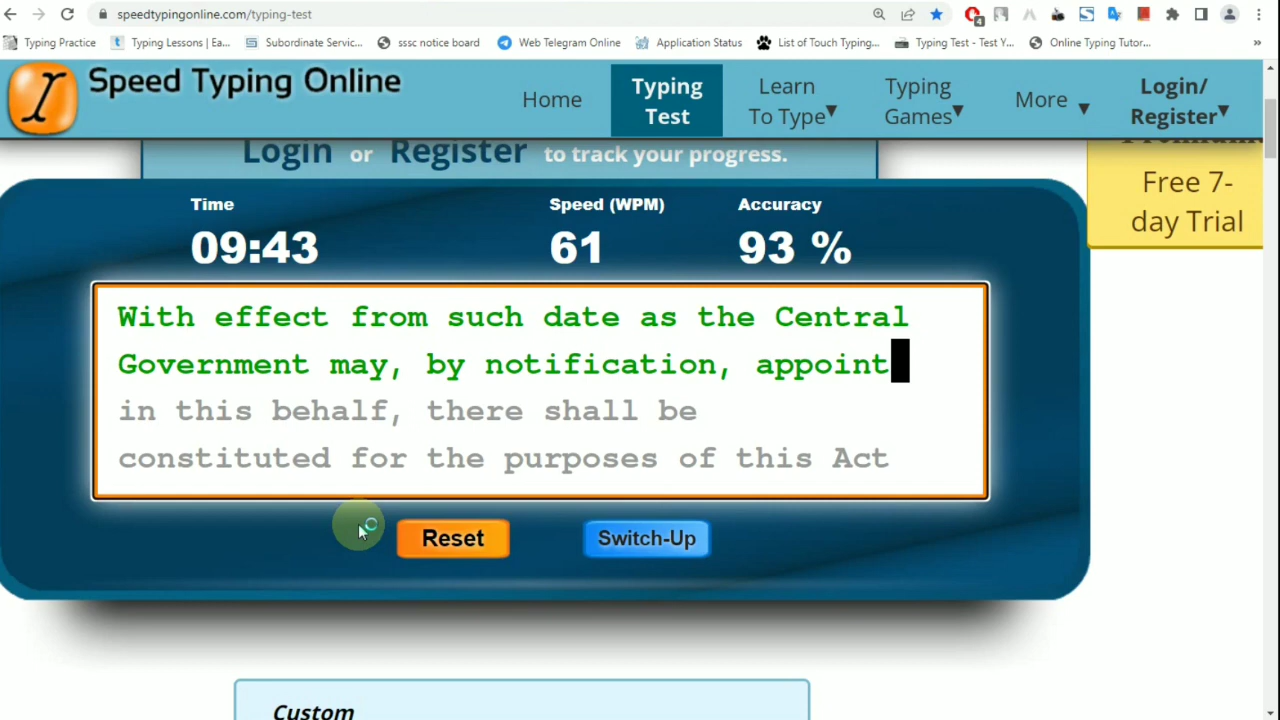 speedtypingonline.com/typing-test
4
Typing Practice
Typing Lessons | Ea...
Subordinate Servic...
sssc notice board
Web Telegram Online
Application Status
List of Touch Typing...
Typing Test - Test Y...
Online Typing Tutor...
»
Speed Typing Online
Home
Typing
Test
Learn
To Type
Typing
Games
More
Login/
Register
Login or Register to track your progress.
Free 7-
day Trial
Time
09:43
Speed (WPM)
61
Accuracy
93 %
With effect from such date as the Central
Government may, by notification, appoint
in this behalf, there shall be
constituted for the purposes of this Act
Reset
Switch-Up
Custom